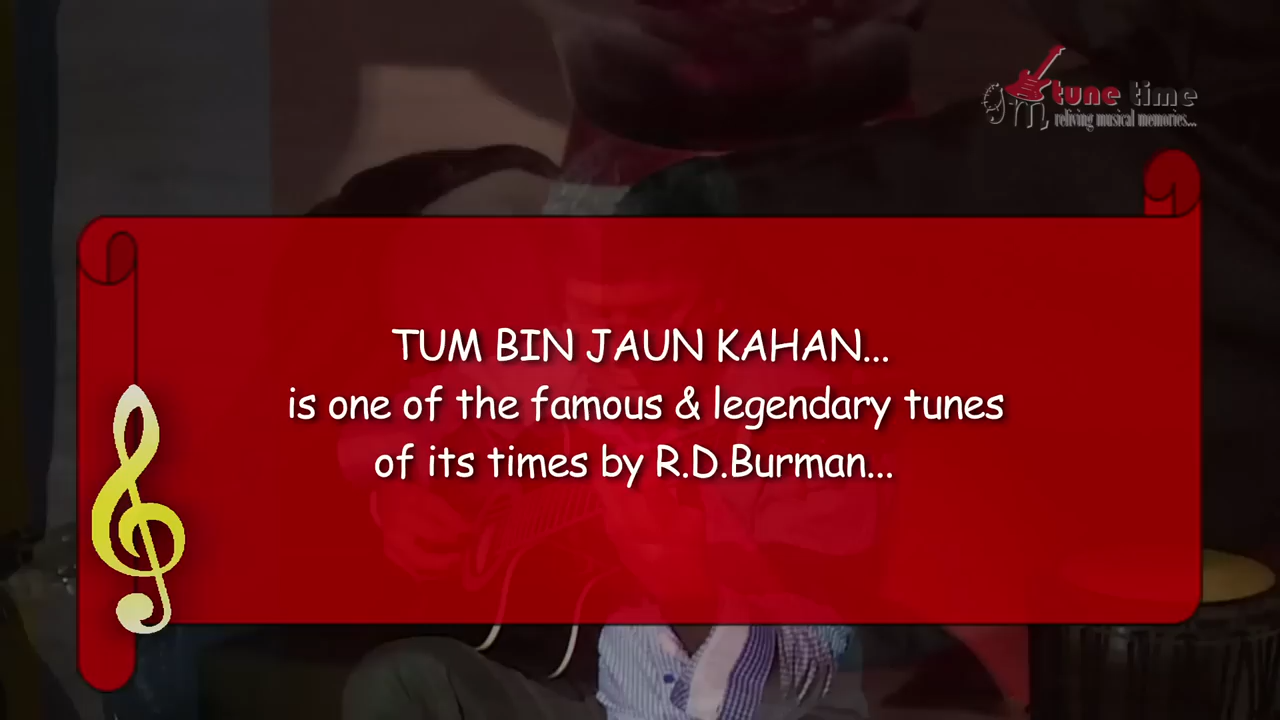 tune time
gm
reliving musical memories...
TUM BIN JAUN KAHAN...
is one of the famous & legendary tunes
of its times by R.D.Burman...